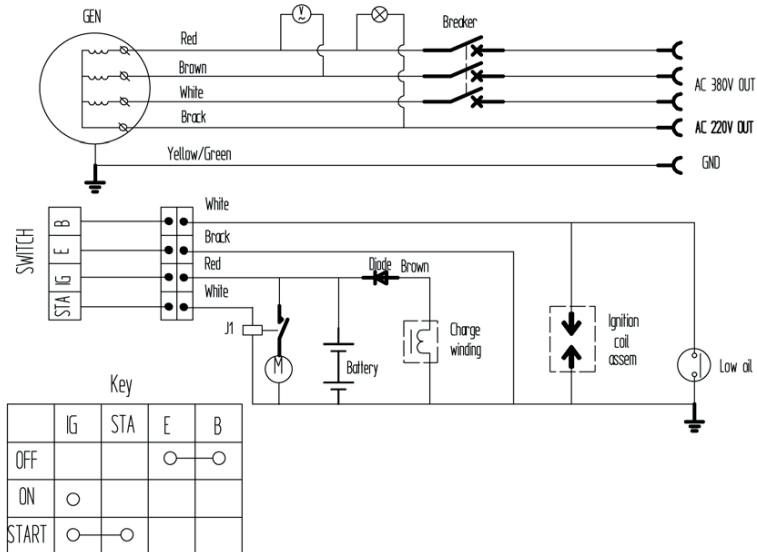 GEN
Red
Brown
White
Brack
Yellow/Green
V
~
Breaker
AC 380V OUT
AC 220V OUT
GND
SWITCH
B
E
IG
STA
White
Brack
Red
White
J1
M
Battery
Diode
Brown
Charge
winding
Ignition
coil
assem
Low oil
Key
IG STA E B
OFF
ON
START